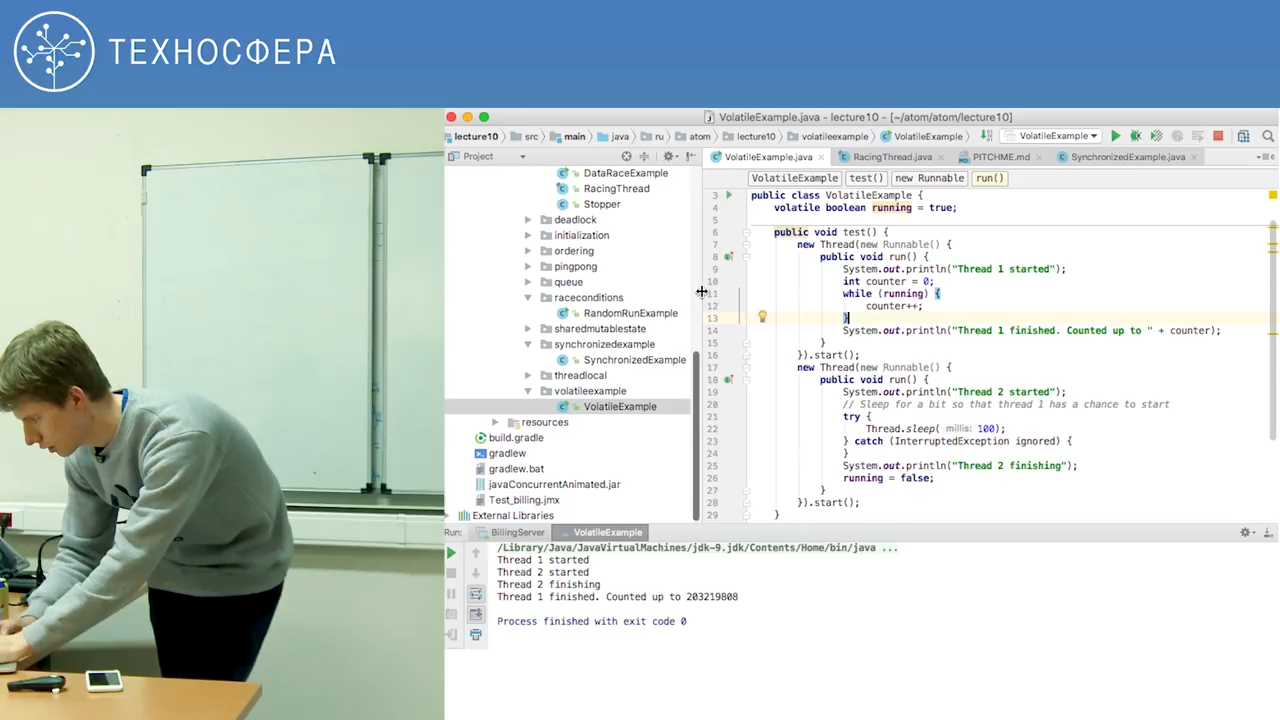 ТЕХНОСФЕРА
VolatileExample.java - lecture10 - [~/atom/atom/lecture10]
lecture10 src main java ru atom lecture10 volatileexample VolatileExample VolatileExample
Project
VolatileExample.java RacingThread.java PITCHME.md SynchronizedExample.java
VolatileExample test() new Runnable run()
DataRaceExample
RacingThread
Stopper
deadlock
initialization
ordering
pingpong
queue
raceconditions
RandomRunExample
sharedmutablestate
synchronizedexample
SynchronizedExample
threadlocal
volatileexample
VolatileExample
resources
build.gradle
gradlew
gradlew.bat
javaConcurrentAnimated.jar
Test_billing.jmx
External Libraries
3 public class VolatileExample {
4 volatile boolean running = true;
5
6 public void test() {
7 new Thread(new Runnable() {
8 public void run() {
9 System.out.println("Thread 1 started");
10 int counter = 0;
11 while (running) {
12 counter++;
13 }
14 System.out.println("Thread 1 finished. Counted up to " + counter);
15 }
16 }).start();
17 new Thread(new Runnable() {
18 public void run() {
19 System.out.println("Thread 2 started");
20 // Sleep for a bit so that thread 1 has a chance to start
21 try {
22 Thread.sleep( millis: 100);
23 } catch (InterruptedException ignored) {
24 }
25 System.out.println("Thread 2 finishing");
26 running = false;
27 }
28 }).start();
29 }
Run: BillingServer VolatileExample
/Library/Java/JavaVirtualMachines/jdk-9.jdk/Contents/Home/bin/java ...
Thread 1 started
Thread 2 started
Thread 2 finishing
Thread 1 finished. Counted up to 203219808
Process finished with exit code 0